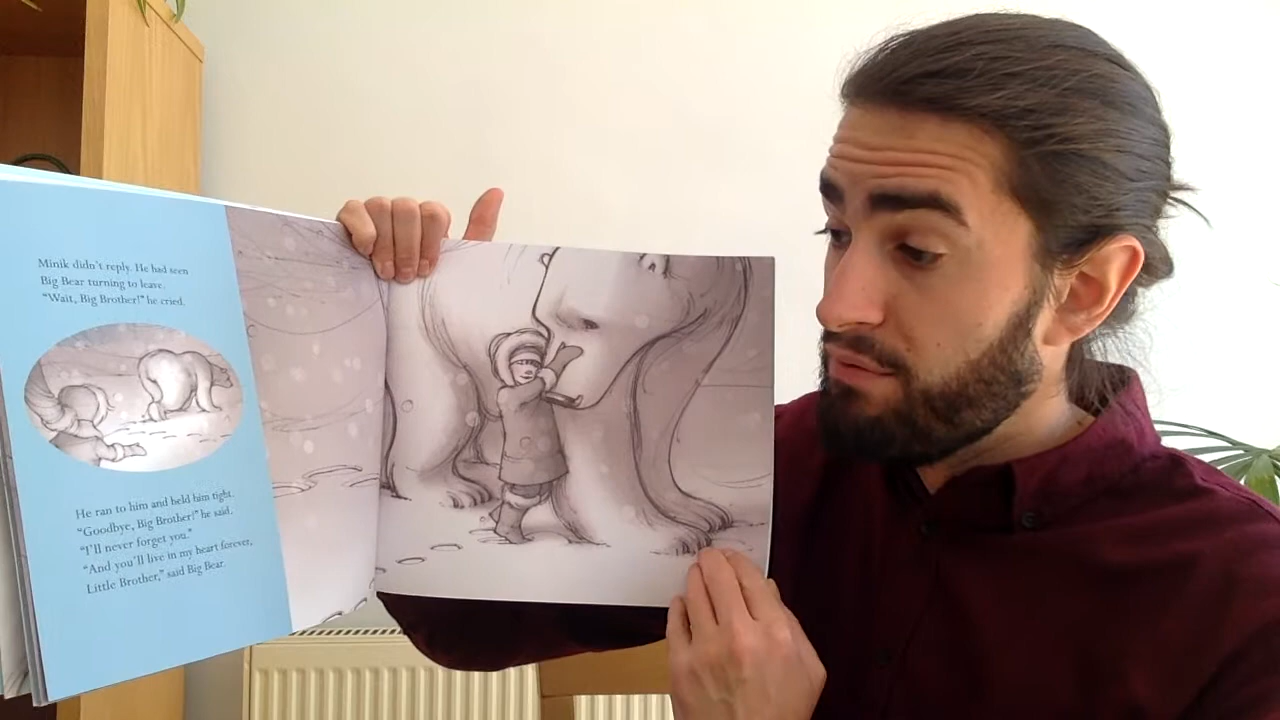 Minik didn't reply. He had seen
Big Bear turning to leave.
"Wait, Big Brother!" he cried.
He ran to him and held him tight.
"Goodbye, Big Brother!" he said.
"I'll never forget you."
"And you'll live in my heart forever,
Little Brother," said Big Bear.